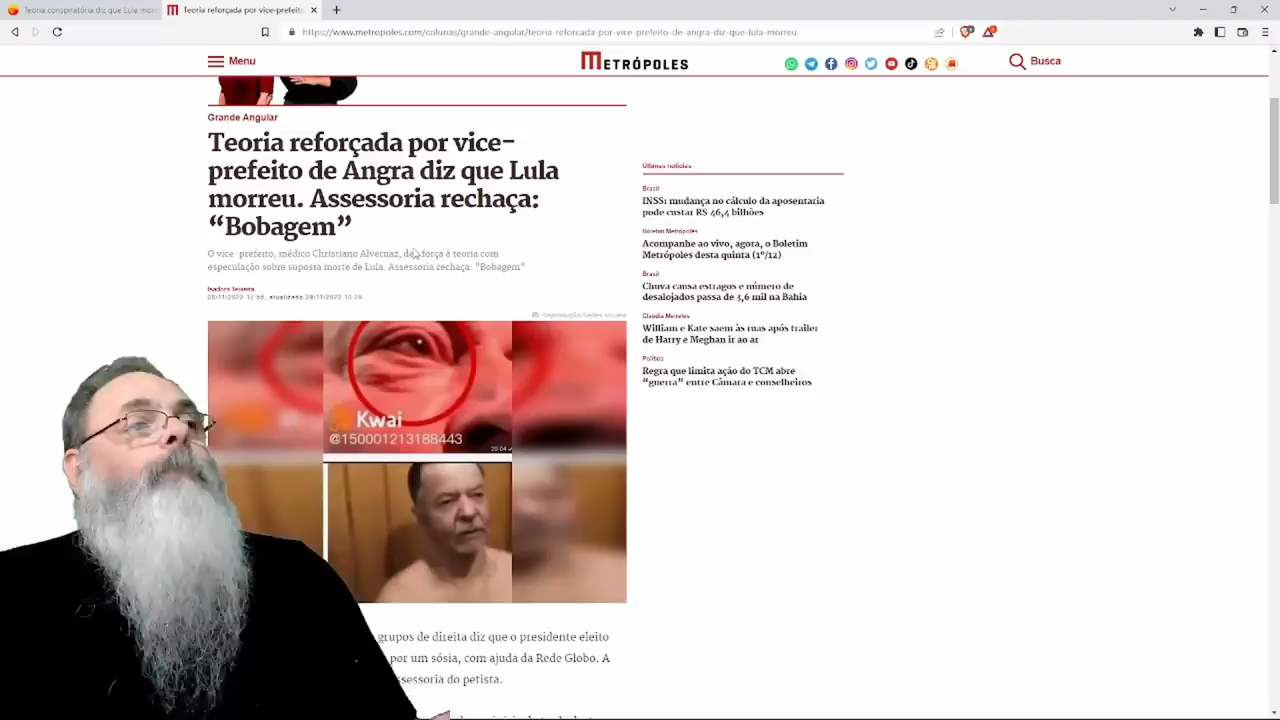 Teoria conspiratória diz que Lula mor
Teoria reforçada por vice-prefeit
https://www.metropoles.com/colunas/grande-angular/teoria-reforcada-por-vice-prefeito-de-angra-diz-que-lula-morreu
Menu
METRÓPOLES
Busca
Grande Angular
Teoria reforçada por vice-
prefeito de Angra diz que Lula
morreu. Assessoria rechaça:
“Bobagem”
O vice-prefeito, médico Christiano Alvernaz, força à teoria com
especulação sobre suposta morte de Lula. Assessoria rechaça: "Bobagem"
Isadora Teixeira
atualizado
Reprodução/Redes sociais
Kwai
@150001213188443
grupos de direita diz que o presidente eleito
por um sósia, com ajuda da Rede Globo. A
ssessoria do petista.
Últimas notícias
Brasil
INSS: mudança no cálculo da aposentaria
pode custar R$ 46,4 bilhões
Boletim Metrópoles
Acompanhe ao vivo, agora, o Boletim
Metrópoles desta quinta (1º/12)
Brasil
Chuva causa estragos e número de
desalojados passa de 3,6 mil na Bahia
Claudia Meireles
William e Kate saem às ruas após trailer
de Harry e Meghan ir ao ar
Política
Regra que limita ação do TCM abre
“guerra” entre Câmara e conselheiros